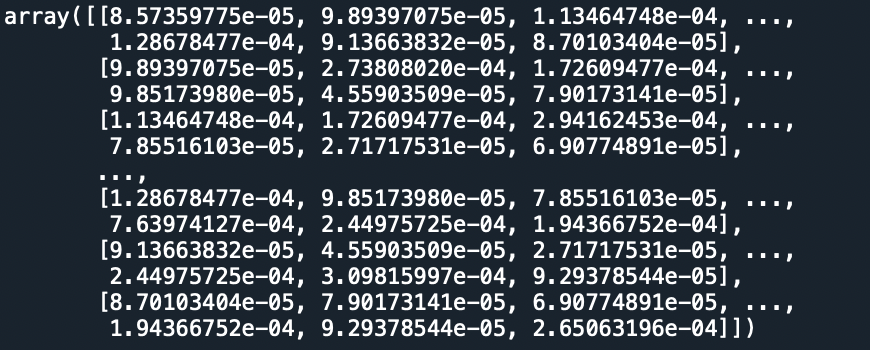 array([[8.57359775e-05, 9.89397075e-05, 1.13464748e-04, ...,
1.28678477e-04, 9.13663832e-05, 8.70103404e-05],
[9.89397075e-05, 2.73808020e-04, 1.72609477e-04, ...,
9.85173980e-05, 4.55903509e-05, 7.90173141e-05],
[1.13464748e-04, 1.72609477e-04, 2.94162453e-04, ...,
7.85516103e-05, 2.71717531e-05, 6.90774891e-05],
...,
[1.28678477e-04, 9.85173980e-05, 7.85516103e-05, ...,
7.63974127e-04, 2.44975725e-04, 1.94366752e-04],
[9.13663832e-05, 4.55903509e-05, 2.71717531e-05, ...,
2.44975725e-04, 3.09815997e-04, 9.29378544e-05],
[8.70103404e-05, 7.90173141e-05, 6.90774891e-05, ...,
1.94366752e-04, 9.29378544e-05, 2.65063196e-04]])